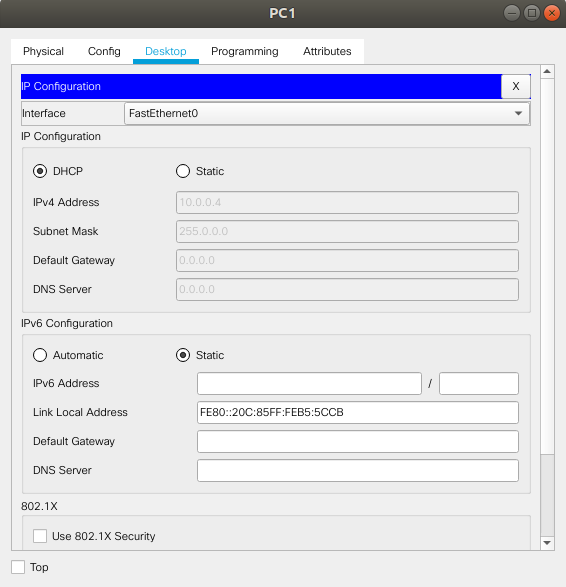 PC1
Physical Config Desktop Programming Attributes
IP Configuration X
Interface FastEthernet0
IP Configuration
DHCP Static
IPv4 Address 10.0.0.4
Subnet Mask 255.0.0.0
Default Gateway 0.0.0.0
DNS Server 0.0.0.0
IPv6 Configuration
Automatic Static
IPv6 Address /
Link Local Address FE80::20C:85FF:FEB5:5CCB
Default Gateway
DNS Server
802.1X
Use 802.1X Security
Top